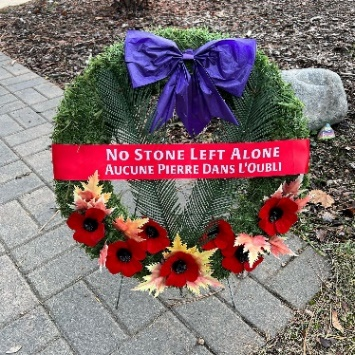 No Stone Left Alone
Aucune Pierre Dans L'Oubli